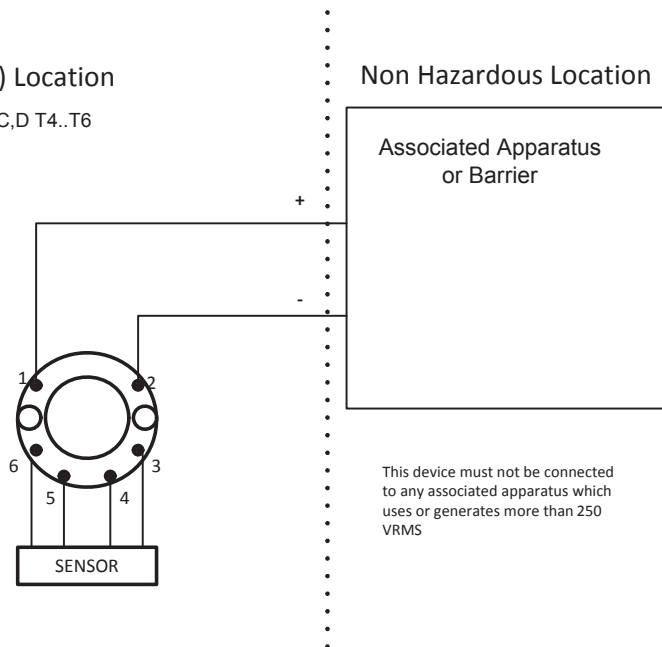 ) Location
C,D T4..T6
Non Hazardous Location
Associated Apparatus
or Barrier
+
-
1
2
6
3
5
4
SENSOR
This device must not be connected
to any associated apparatus which
uses or generates more than 250
VRMS